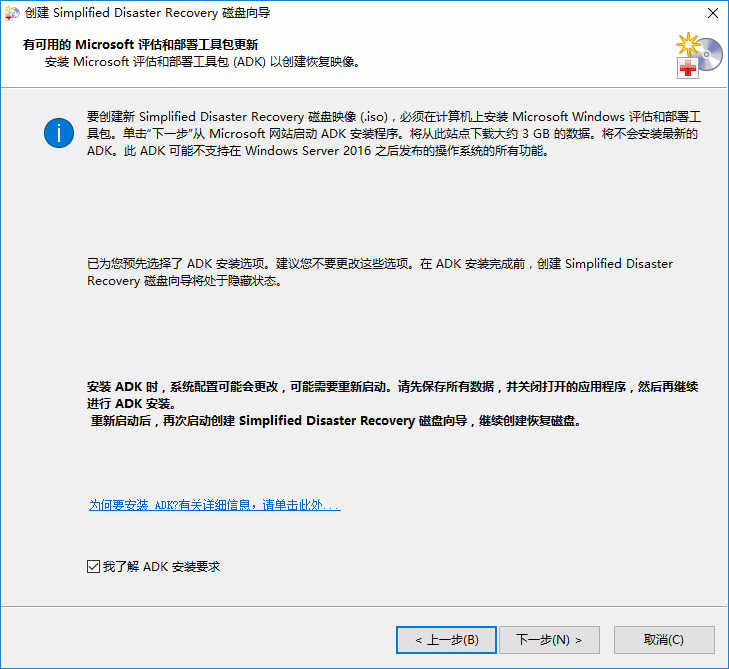 创建 Simplified Disaster Recovery 磁盘向导
有可用的 Microsoft 评估和部署工具包更新
安装 Microsoft 评估和部署工具包 (ADK) 以创建恢复映像。
要创建新 Simplified Disaster Recovery 磁盘映像 (.iso)，必须在计算机上安装 Microsoft Windows 评估和部署工
具包。单击“下一步”从 Microsoft 网站启动 ADK 安装程序。将从此站点下载大约 3 GB 的数据。将不会安装最新的
ADK。此 ADK 可能不支持在 Windows Server 2016 之后发布的操作系统的所有功能。
已为您预先选择了 ADK 安装选项。建议您不要更改这些选项。在 ADK 安装完成前，创建 Simplified Disaster
Recovery 磁盘向导将处于隐藏状态。
安装 ADK 时，系统配置可能会更改，可能需要重新启动。请先保存所有数据，并关闭打开的应用程序，然后再继续
进行 ADK 安装。
重新启动后，再次启动创建 Simplified Disaster Recovery 磁盘向导，继续创建恢复磁盘。
为何要安装 ADK?有关详细信息，请单击此处...
我了解 ADK 安装要求
< 上一步(B)
下一步(N) >
取消(C)